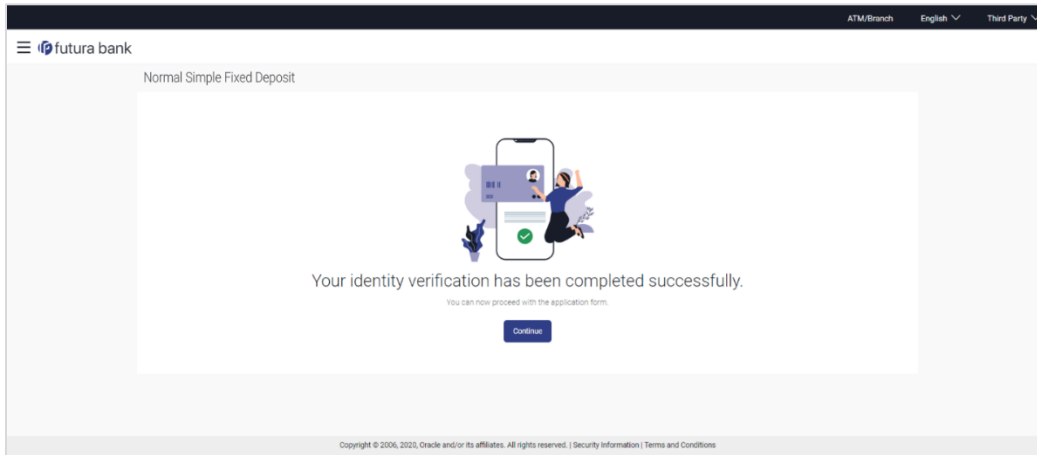 ATM/Branch English Third Party
futura bank
Normal Simple Fixed Deposit
Your identity verification has been completed successfully.
You can now proceed with the application form.
Continue
Copyright © 2006, 2020, Oracle and/or its affiliates. All rights reserved. | Security Information | Terms and Conditions